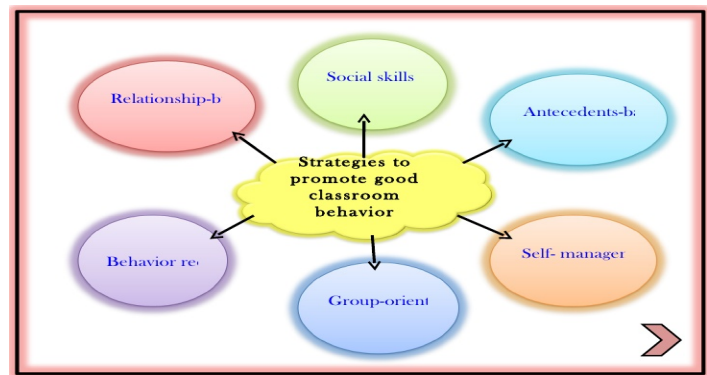 Social skills
Relationship-b
Antecedents-ba
Strategies to
promote good
classroom
behavior
Behavior re
Self- manager
Group-orient